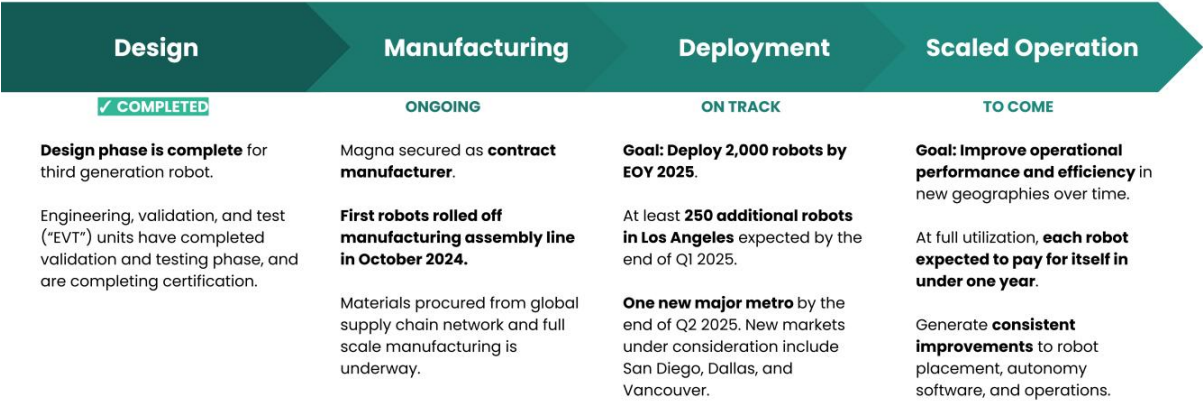 Design
Manufacturing
Deployment
Scaled Operation
✓ COMPLETED
ONGOING
ON TRACK
TO COME
Design phase is complete for
third generation robot.
Engineering, validation, and test
(“EVT”) units have completed
validation and testing phase, and
are completing certification.
Magna secured as contract
manufacturer.
First robots rolled off
manufacturing assembly line
in October 2024.
Materials procured from global
supply chain network and full
scale manufacturing is
underway.
Goal: Deploy 2,000 robots by
EOY 2025.
At least 250 additional robots
in Los Angeles expected by the
end of Q1 2025.
One new major metro by the
end of Q2 2025. New markets
under consideration include
San Diego, Dallas, and
Vancouver.
Goal: Improve operational
performance and efficiency in
new geographies over time.
At full utilization, each robot
expected to pay for itself in
under one year.
Generate consistent
improvements to robot
placement, autonomy
software, and operations.